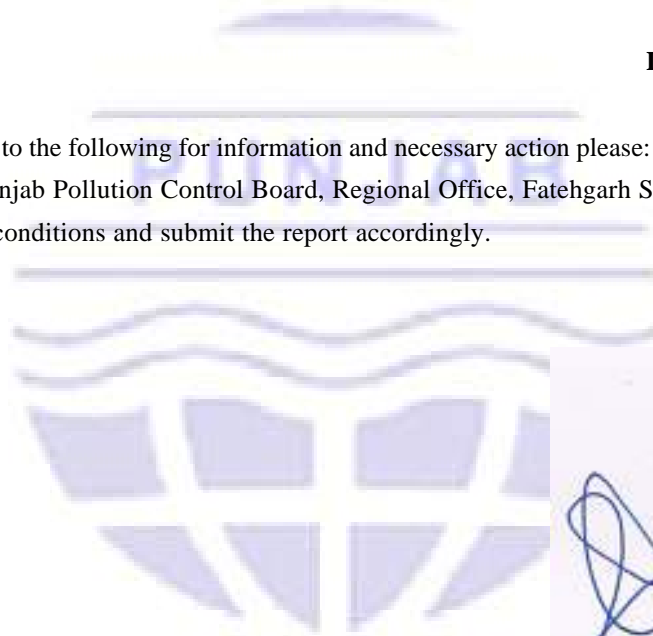 to the following for information and necessary action please:
PUNJAB
njab Pollution Control Board, Regional Office, Fatehgarh S
conditions and submit the report accordingly.